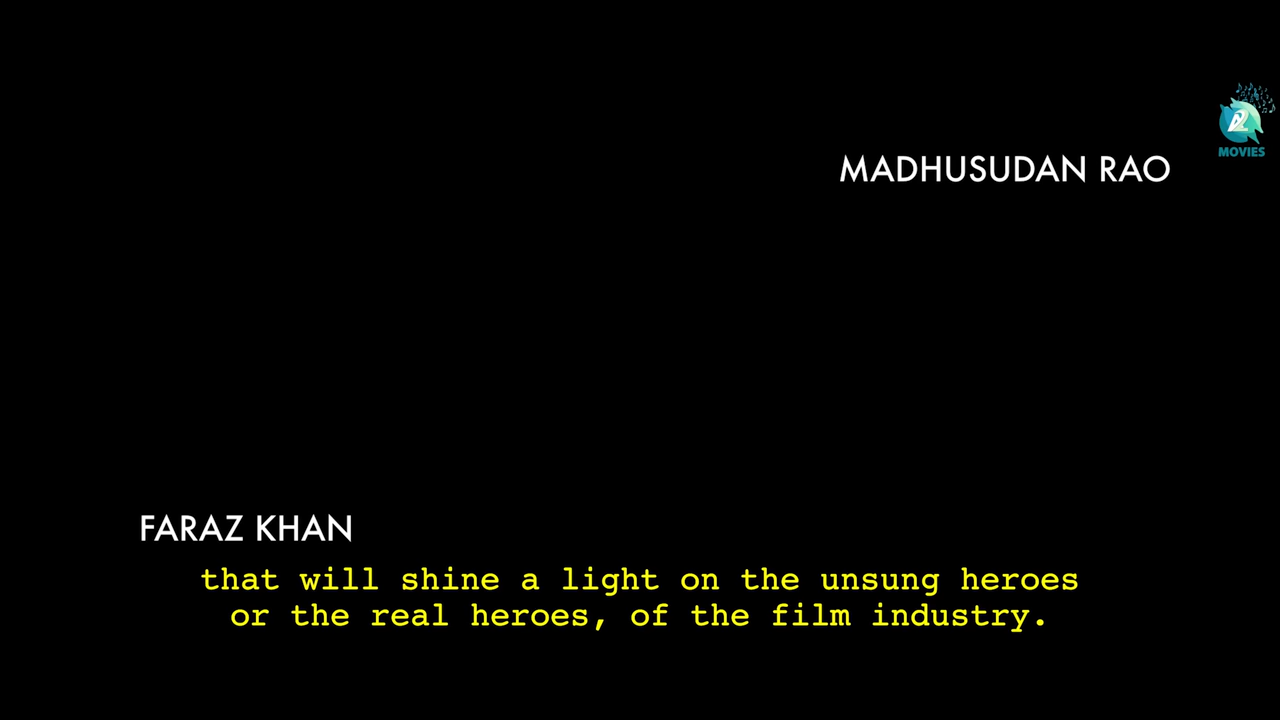 2
MOVIES
MADHUSUDAN RAO
FARAZ KHAN
that will shine a light on the unsung heroes
or the real heroes, of the film industry.